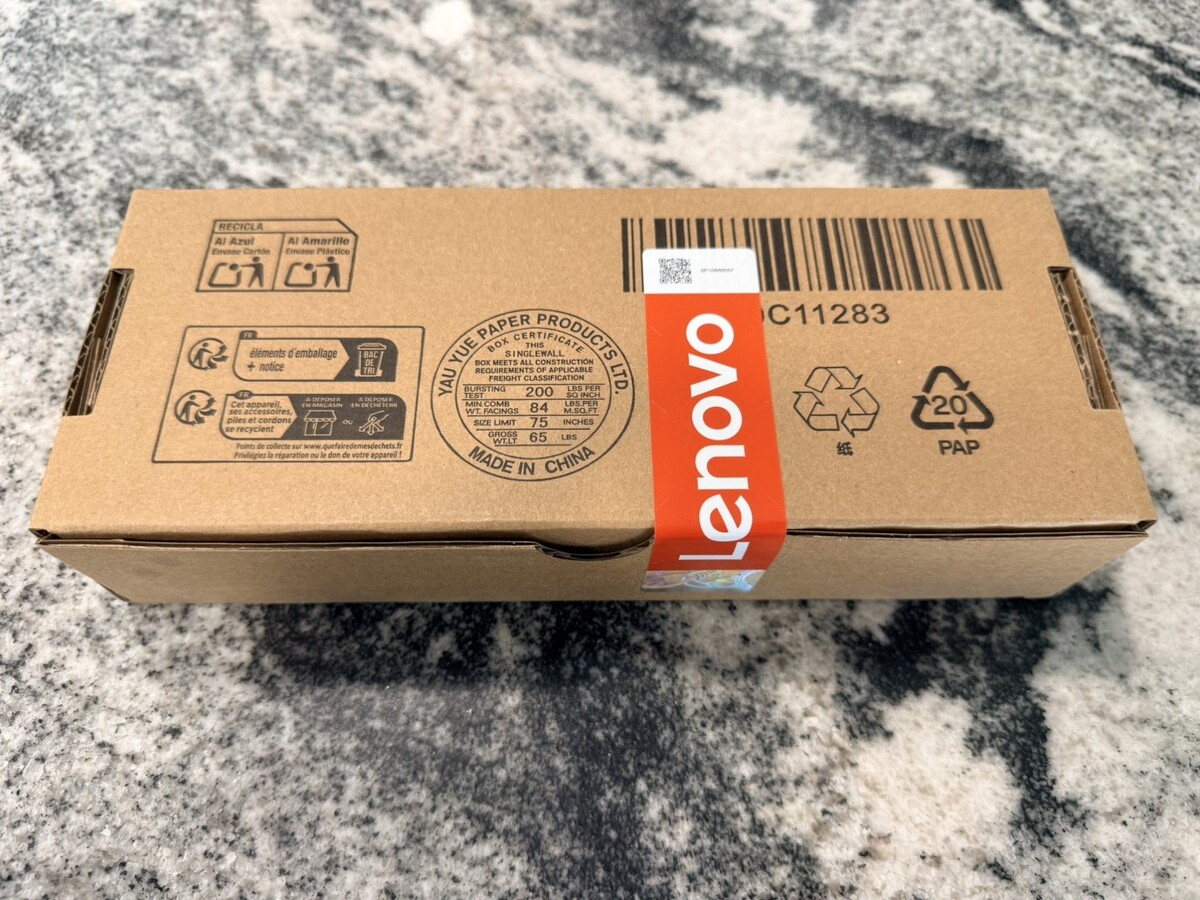 RECICLA
Al Azul
Envase Cartón
Al Amarillo
Envase Plástico
FR
éléments d'emballage
+ notice
BAC
DE
TRI
FR
Cet appareil,
ses accessoires,
piles et cordons
se recyclent
À DÉPOSER
EN MAGASIN
OU
À DÉPOSER
EN DÉCHÈTERIE
Points de collecte sur www.quefairedemesdechets.fr
Privilégiez la réparation ou le don de votre appareil !
YAU YUE PAPER PRODUCTS LTD.
BOX CERTIFICATE
THIS
SINGLEWALL
BOX MEETS ALL CONSTRUCTION
REQUIREMENTS OF APPLICABLE
FREIGHT CLASSIFICATION
BURSTING TEST 200 LBS PER SQ INCH
MIN.COMB WT. FACINGS 84 LBS.PER M.SQ.FT
SIZE LIMIT 75 INCHES
GROSS WT.LT 65 LBS
MADE IN CHINA
Lenovo
0C11283
纸
20
PAP